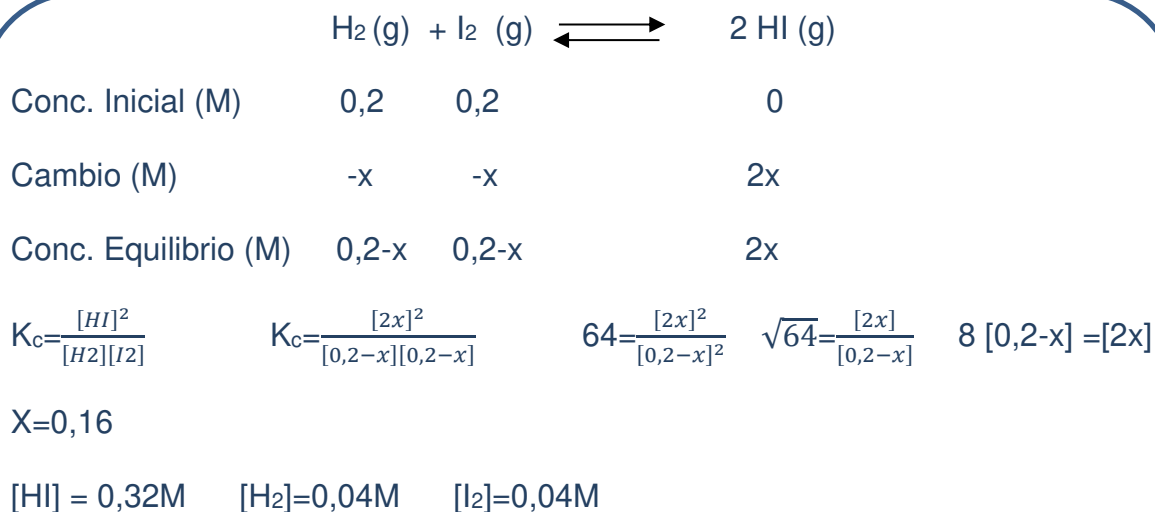 H₂ (g) + I₂ (g) ⇌ 2 HI (g)
Conc. Inicial (M) 0,2 0,2 0
Cambio (M) -x -x 2x
Conc. Equilibrio (M) 0,2-x 0,2-x 2x
Kc=[HI]²/[H2][I2] Kc=[2x]²/[0,2−x][0,2−x] 64=[2x]²/[0,2−x]² √64=[2x]/[0,2−x] 8 [0,2-x] =[2x]
X=0,16
[HI] = 0,32M [H₂]=0,04M [I₂]=0,04M